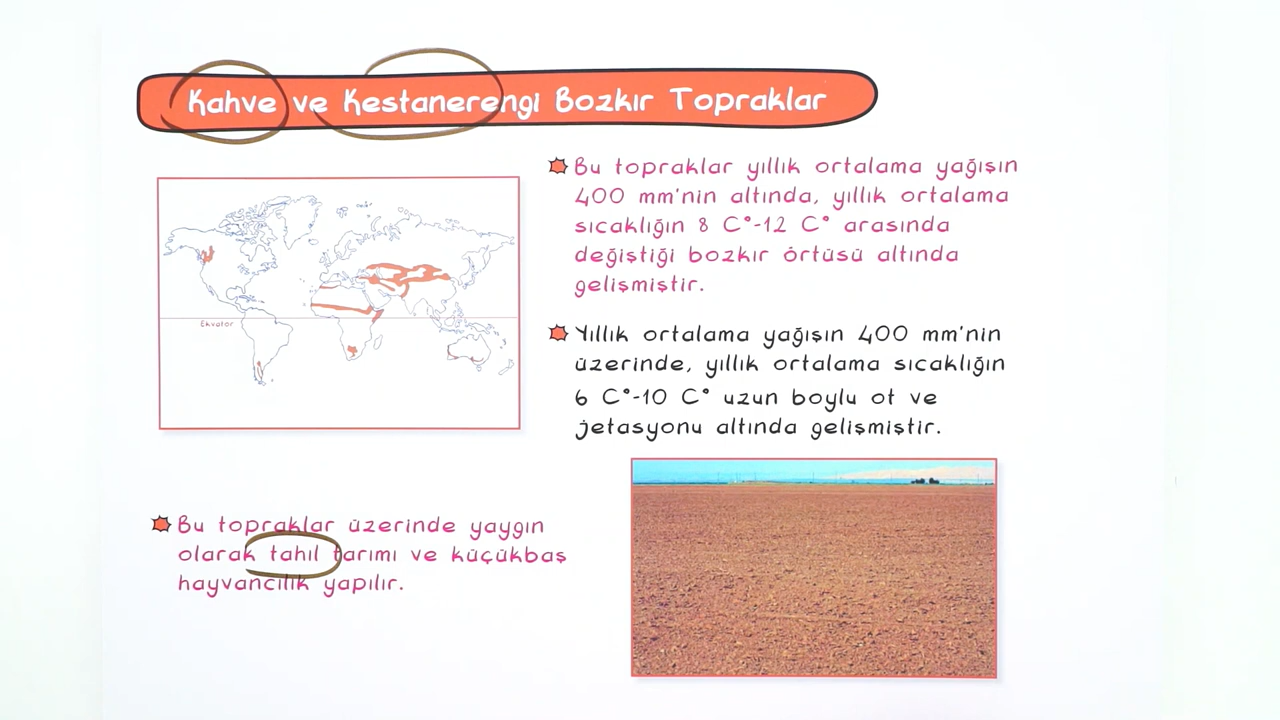 Kahve ve Kestanerengi Bozkır Topraklar
Bu topraklar yıllık ortalama yağışın
400 mm'nin altında, yıllık ortalama
sıcaklığın 8 C°-12 C° arasında
değiştiği bozkır örtüsü altında
gelişmiştir.
Ekvator
Yıllık ortalama yağışın 400 mm'nin
üzerinde, yıllık ortalama sıcaklığın
6 C°-10 C° uzun boylu ot ve
jetasyonu altında gelişmiştir.
Bu topraklar üzerinde yaygın
olarak tahıl tarımı ve küçükbaş
hayvancılık yapılır.